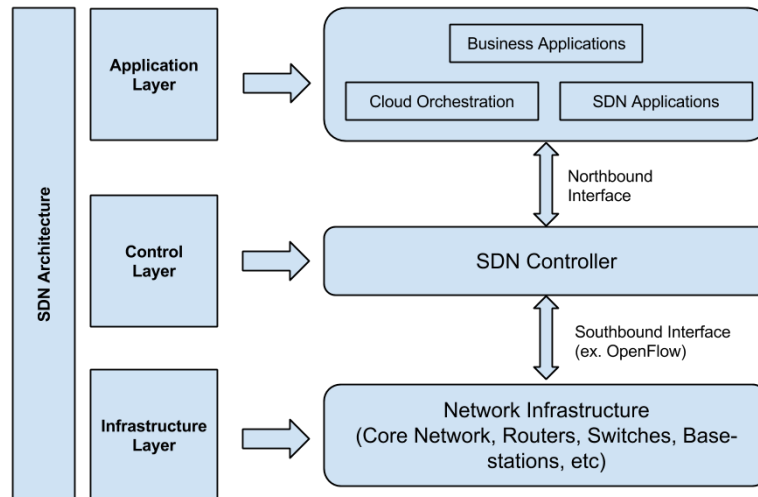 SDN Architecture
Application
Layer
Business Applications
Cloud Orchestration
SDN Applications
Northbound
Interface
Control
Layer
SDN Controller
Southbound Interface
(ex. OpenFlow)
Infrastructure
Layer
Network Infrastructure
(Core Network, Routers, Switches, Base-
stations, etc)